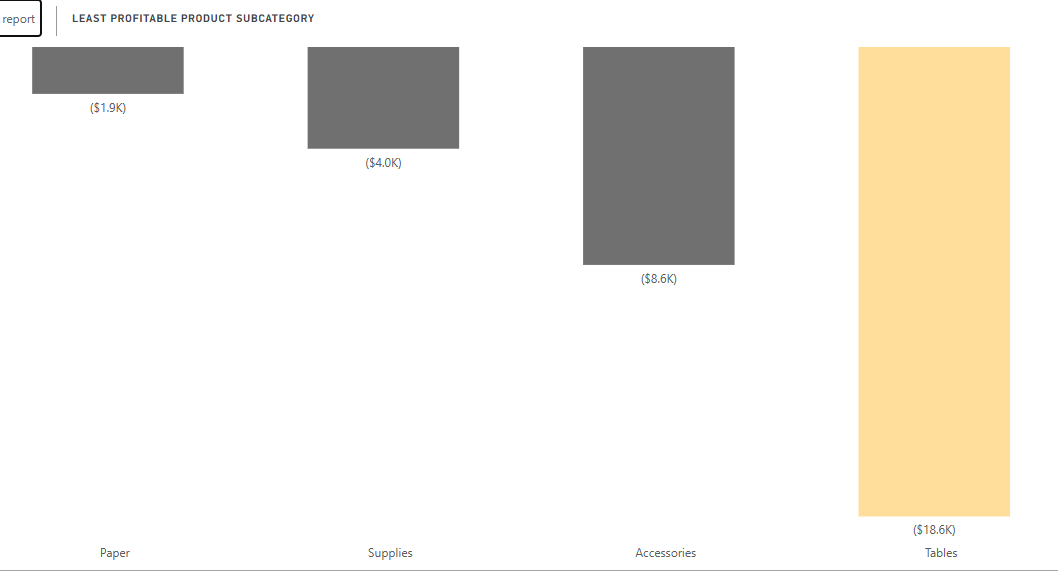 report
LEAST PROFITABLE PRODUCT SUBCATEGORY
($1.9K)
($4.0K)
($8.6K)
($18.6K)
Paper
Supplies
Accessories
Tables